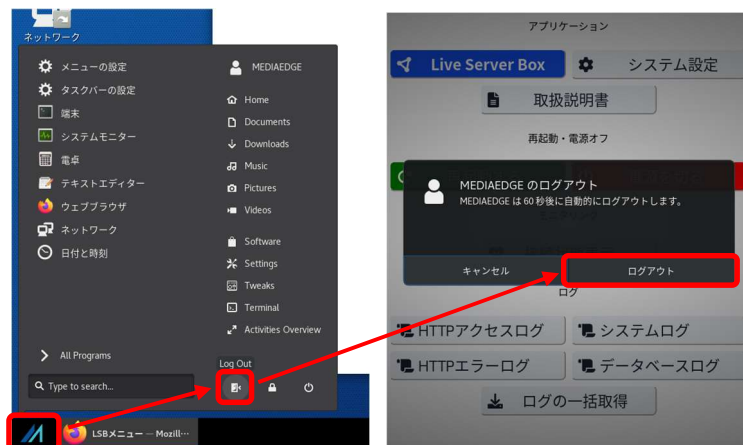 ネットワーク
メニューの設定
タスクバーの設定
端末
システムモニター
電卓
テキストエディター
ウェブブラウザ
ネットワーク
日付と時刻
All Programs
Type to search...
MEDIAEDGE
Home
Documents
Downloads
Music
Pictures
Videos
Software
Settings
Tweaks
Terminal
Activities Overview
Log Out
LSBメニュー — Mozill…
アプリケーション
Live Server Box
システム設定
取扱説明書
再起動・電源オフ
MEDIAEDGE のログアウト
MEDIAEDGE は 60 秒後に自動的にログアウトします。
キャンセル
ログアウト
ログ
HTTPアクセスログ
システムログ
HTTPエラーログ
データベースログ
ログの一括取得